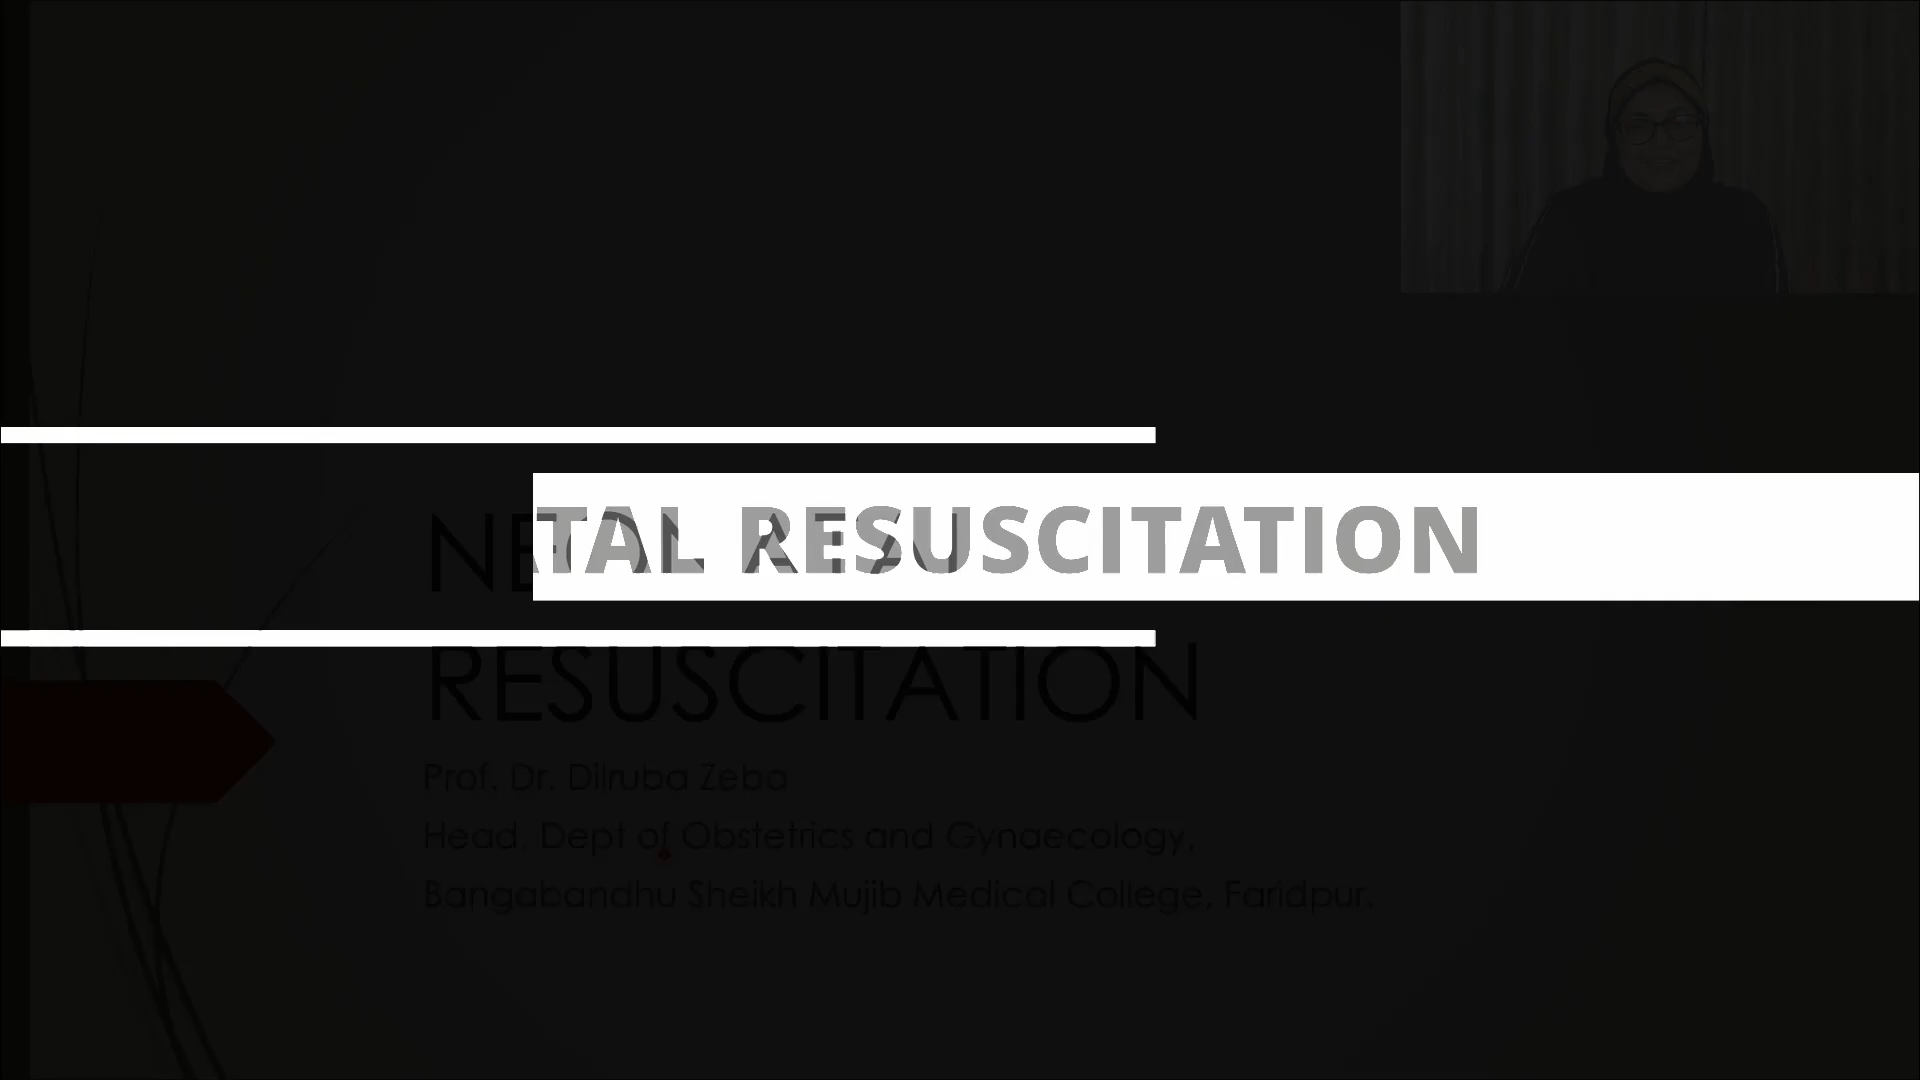 TAL RESUSCITATION
NEONATAL
RESUSCITATION
Prof. Dr. Dilruba Zeba
Head, Dept of Obstetrics and Gynaecology,
Bangabandhu Sheikh Mujib Medical College, Faridpur.